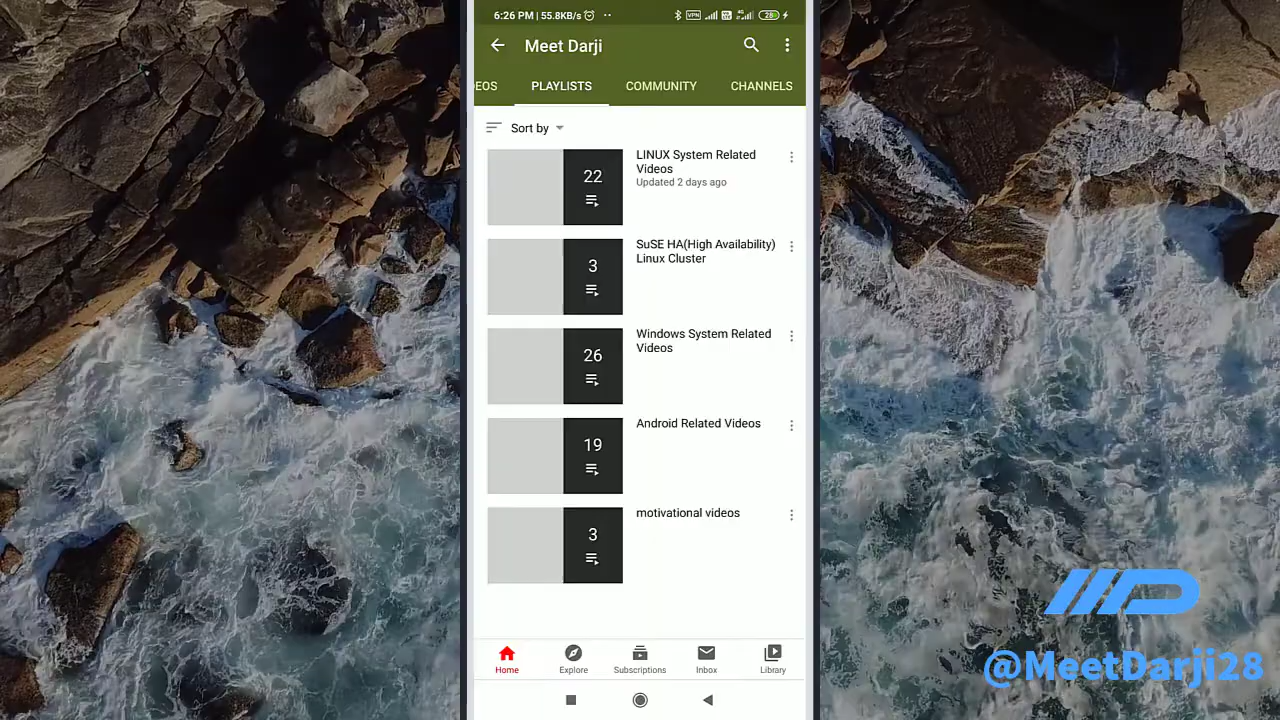 6:26 PM | 55.8KB/s
VPN
28
Meet Darji
EOS
PLAYLISTS
COMMUNITY
CHANNELS
Sort by
22
LINUX System Related
Videos
Updated 2 days ago
3
SuSE HA(High Availability)
Linux Cluster
26
Windows System Related
Videos
19
Android Related Videos
3
motivational videos
Home
Explore
Subscriptions
Inbox
Library
@MeetDarji28